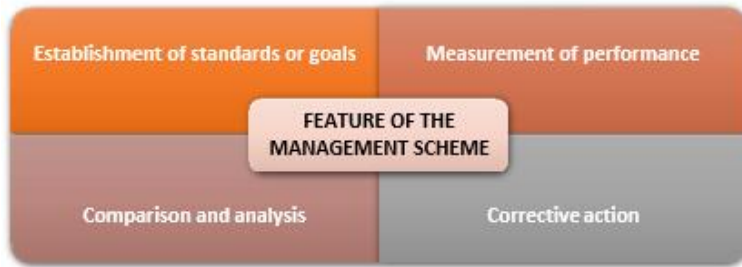 Establishment of standards or goals
Measurement of performance
FEATURE OF THE
MANAGEMENT SCHEME
Comparison and analysis
Corrective action